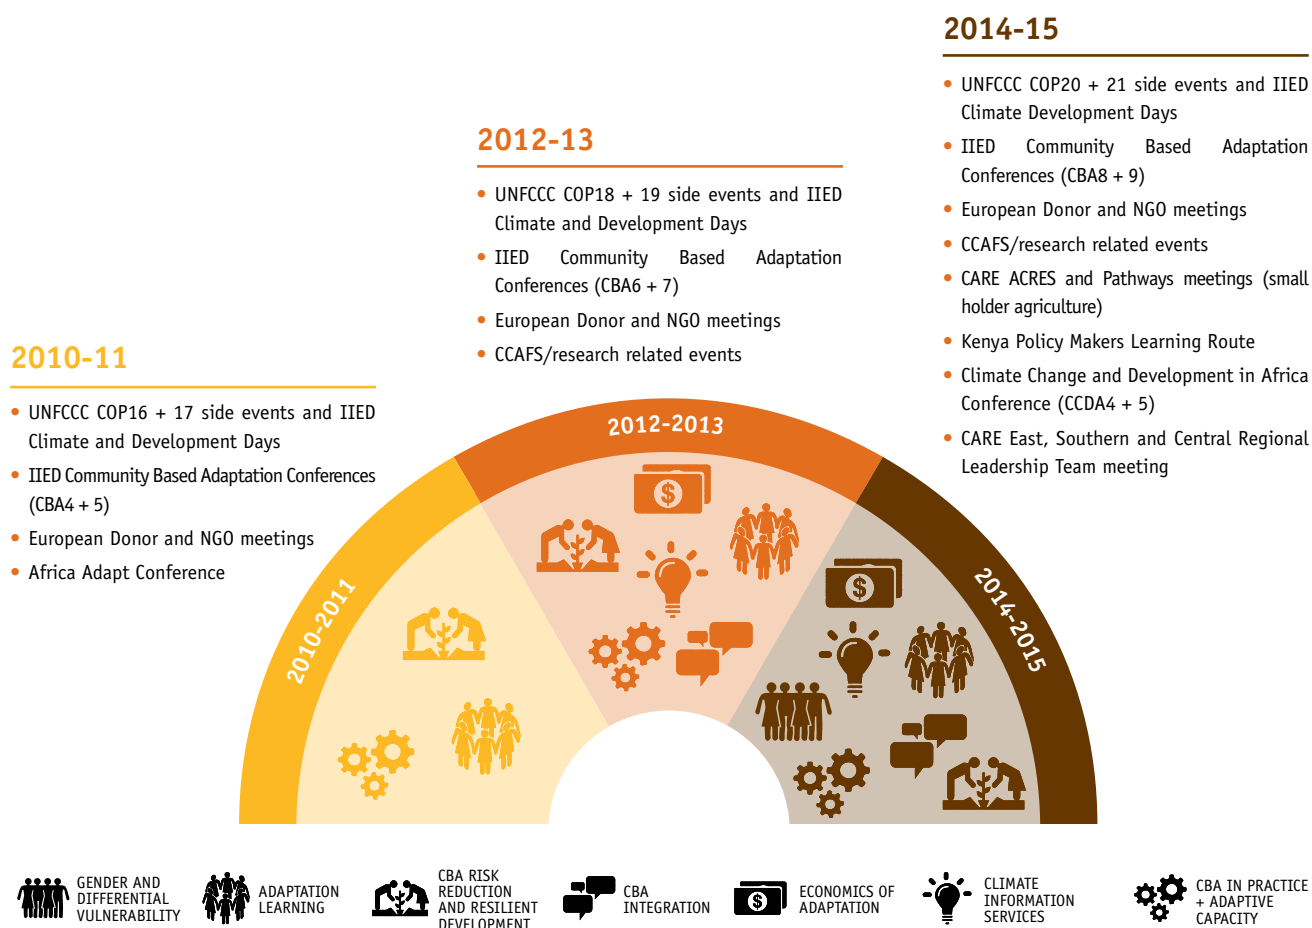 2014-15
• UNFCCC COP20 + 21 side events and IIED
Climate Development Days
• IIED Community Based Adaptation
Conferences (CBA8 + 9)
• European Donor and NGO meetings
• CCAFS/research related events
• CARE ACRES and Pathways meetings (small
holder agriculture)
• Kenya Policy Makers Learning Route
• Climate Change and Development in Africa
Conference (CCDA4 + 5)
• CARE East, Southern and Central Regional
Leadership Team meeting
2012-13
• UNFCCC COP18 + 19 side events and IIED
Climate and Development Days
• IIED Community Based Adaptation
Conferences (CBA6 + 7)
• European Donor and NGO meetings
• CCAFS/research related events
2010-11
• UNFCCC COP16 + 17 side events and IIED
Climate and Development Days
• IIED Community Based Adaptation Conferences
(CBA4 + 5)
• European Donor and NGO meetings
• Africa Adapt Conference
2010-2011
2012-2013
2014-2015
$
$
GENDER AND
DIFFERENTIAL
VULNERABILITY
ADAPTATION
LEARNING
CBA RISK
REDUCTION
AND RESILIENT
DEVELOPMENT
CBA
INTEGRATION
$
ECONOMICS OF
ADAPTATION
CLIMATE
INFORMATION
SERVICES
CBA IN PRACTICE
+ ADAPTIVE
CAPACITY